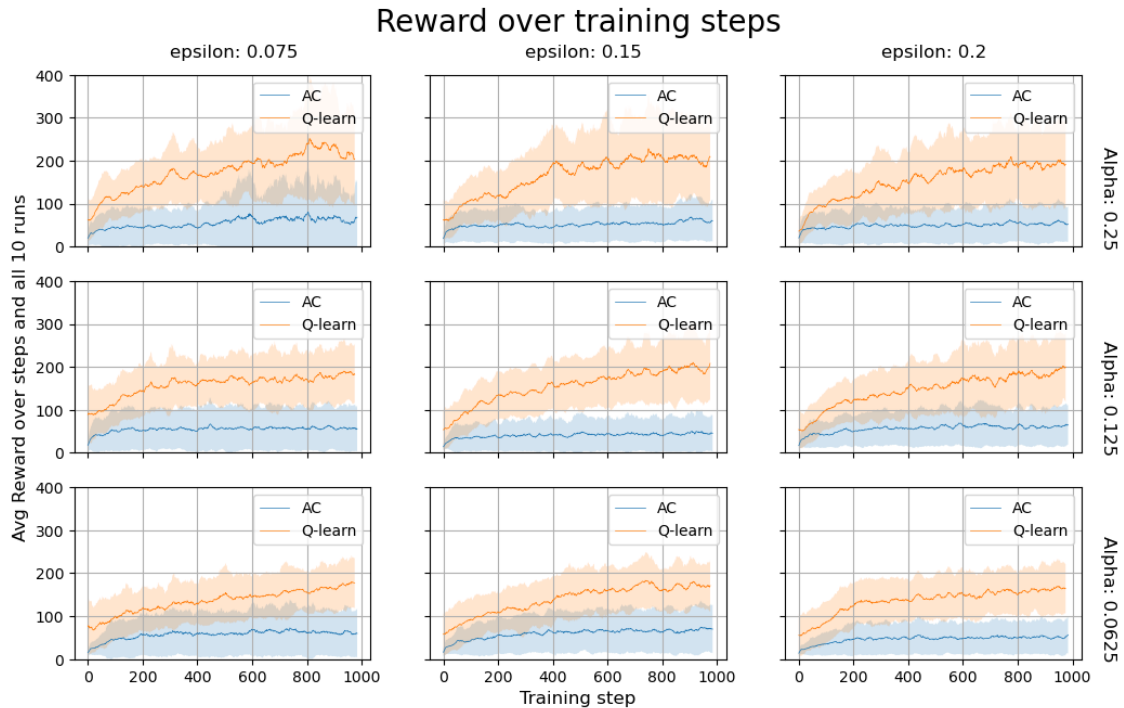 Reward over training steps
epsilon: 0.075
epsilon: 0.15
epsilon: 0.2
400
300
200
100
0
AC
Q-learn
AC
Q-learn
AC
Q-learn
Alpha: 0.25
Avg Reward over steps and all 10 runs
400
300
200
100
0
AC
Q-learn
AC
Q-learn
AC
Q-learn
Alpha: 0.125
400
300
200
100
0
AC
Q-learn
AC
Q-learn
AC
Q-learn
Alpha: 0.0625
0 200 400 600 800 1000
0 200 400 600 800 1000
0 200 400 600 800 1000
Training step